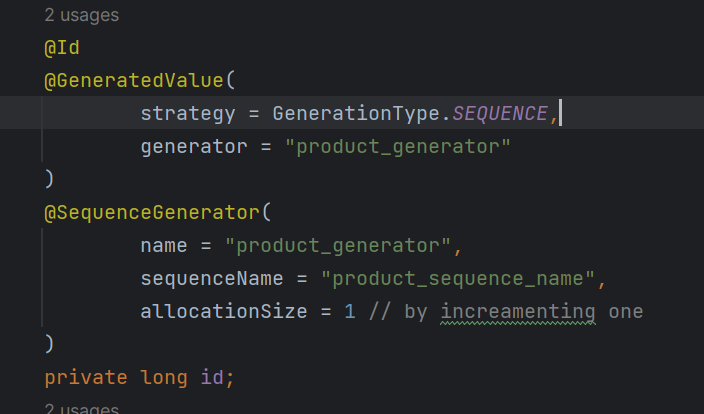 2 usages
@Id
@GeneratedValue(
strategy = GenerationType.SEQUENCE,
generator = "product_generator"
)
@SequenceGenerator(
name = "product_generator",
sequenceName = "product_sequence_name",
allocationSize = 1 // by increamenting one
)
private long id;
2 usages